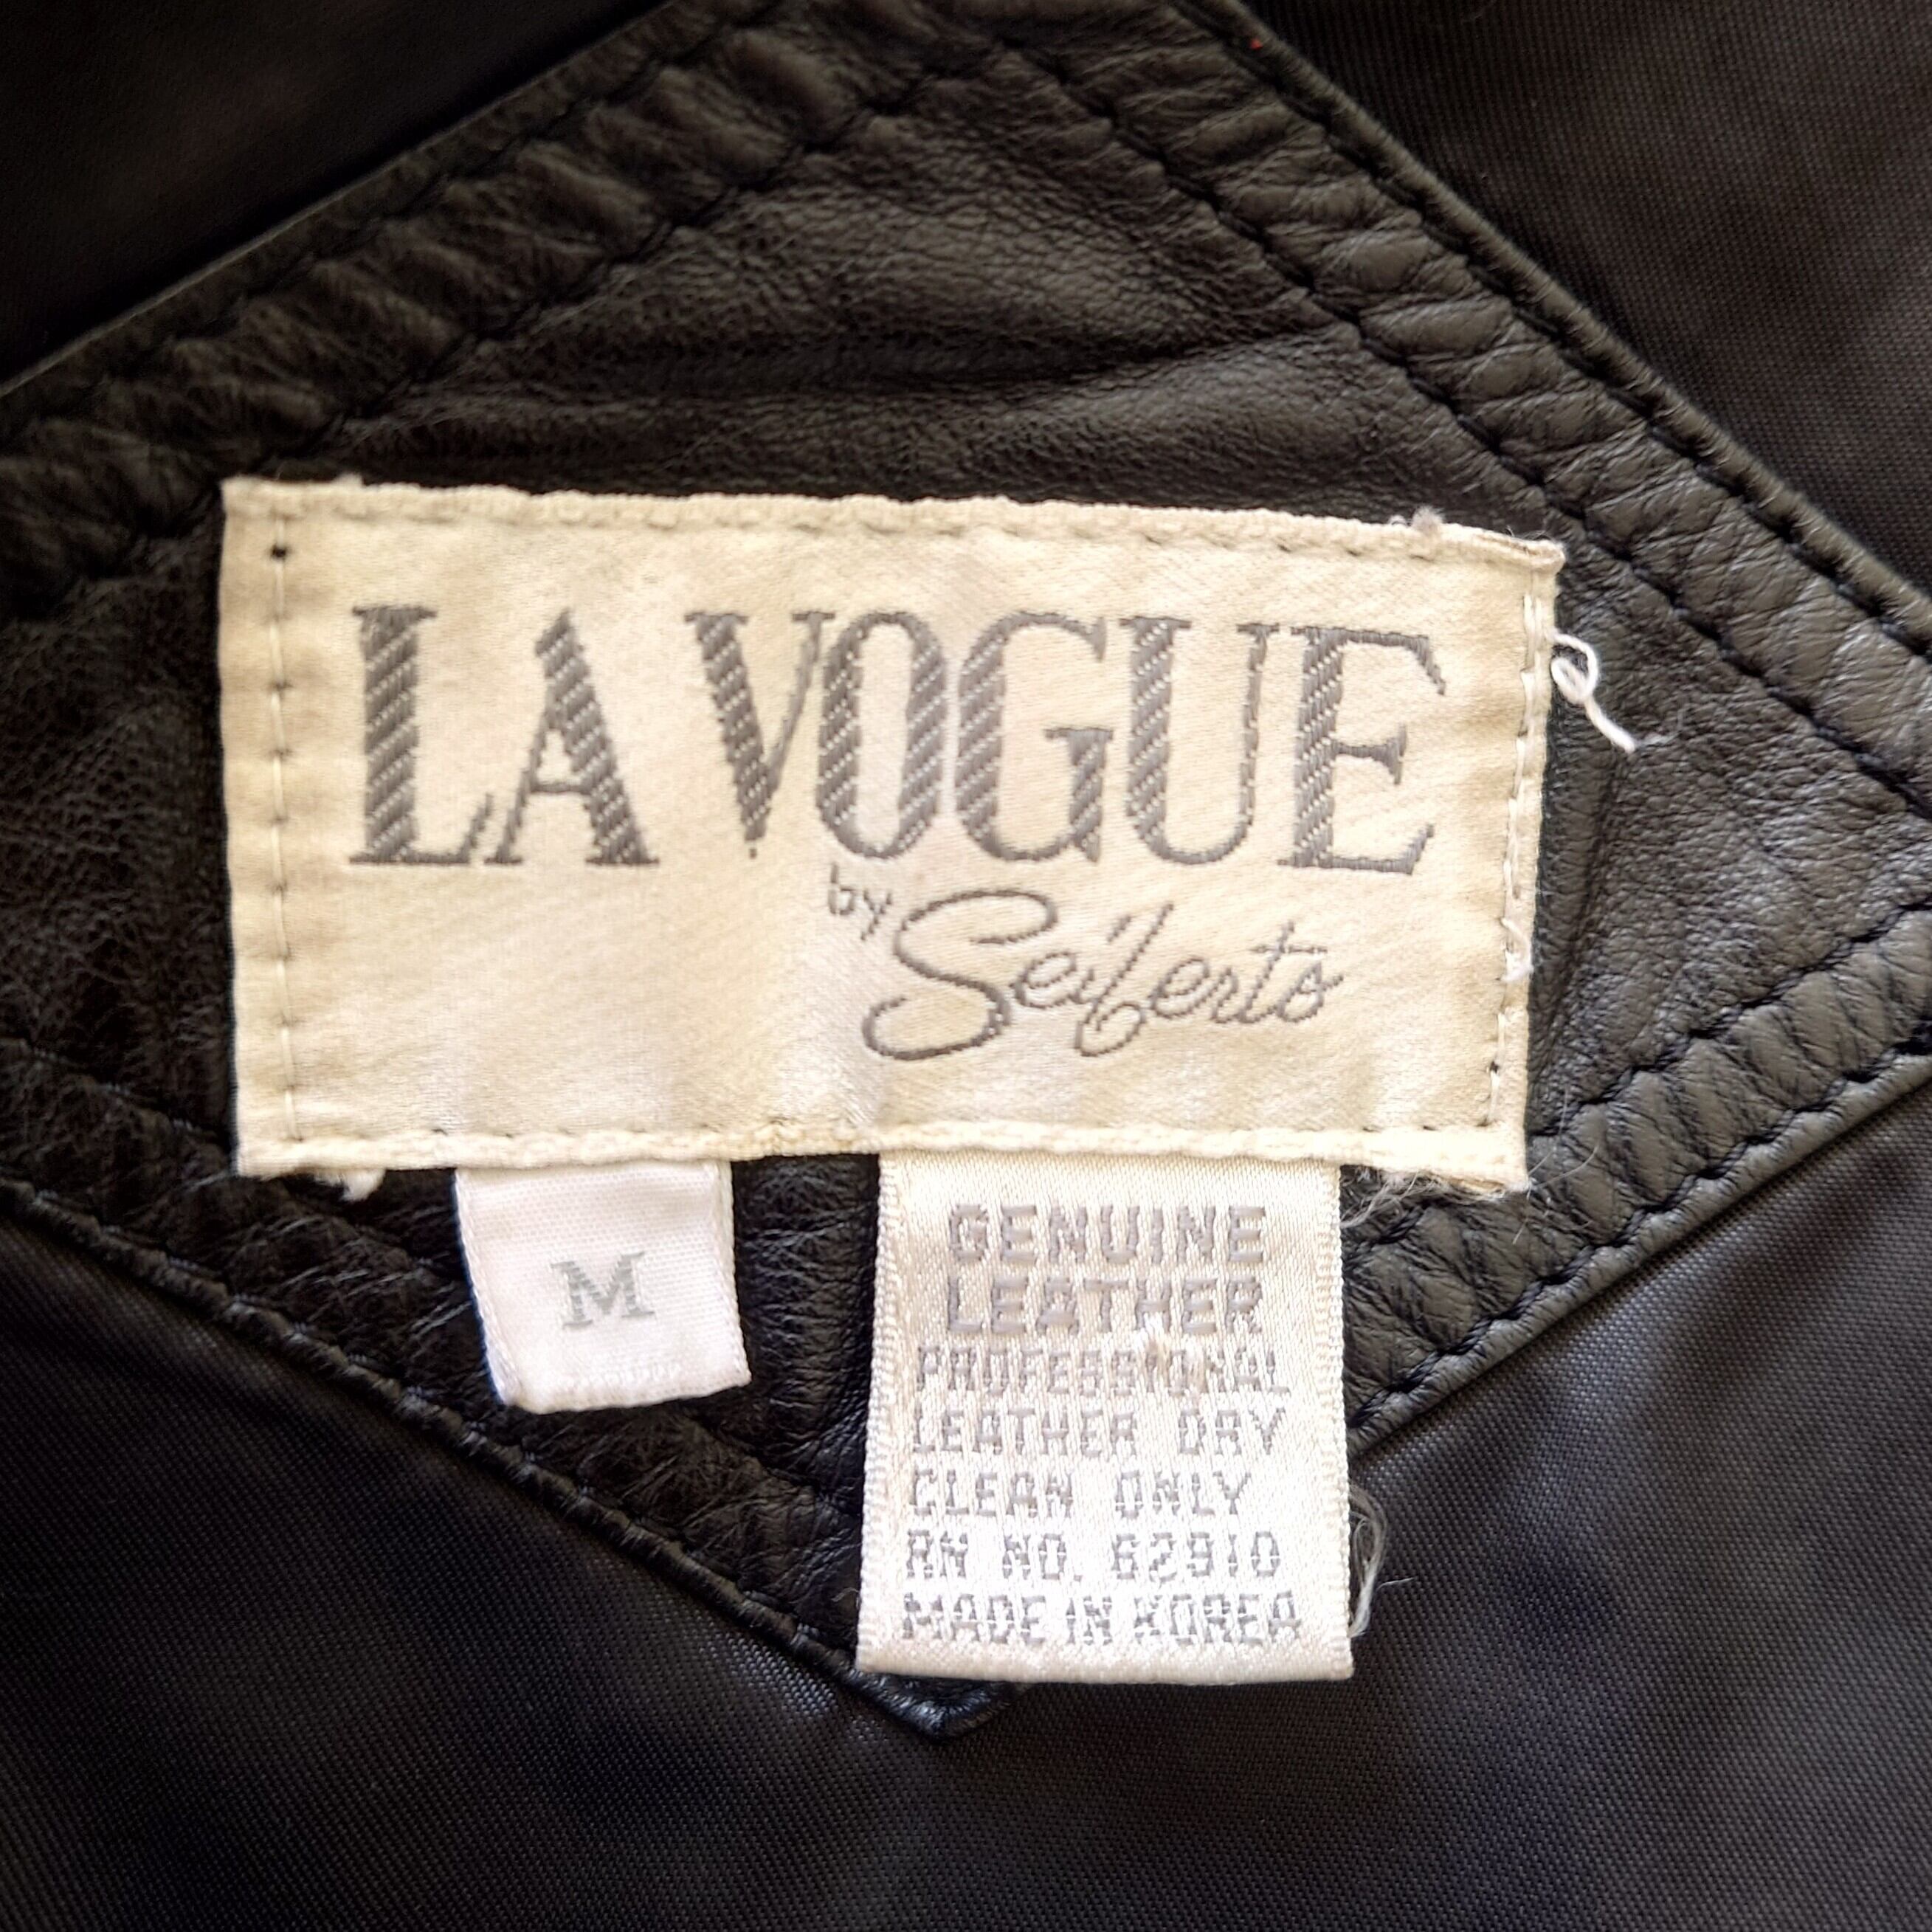 LA VOGUE
by Seiferts
M
GENUINE
LEATHER
PROFESSIONAL
LEATHER DRY
CLEAN ONLY
RN NO. 62910
MADE IN KOREA